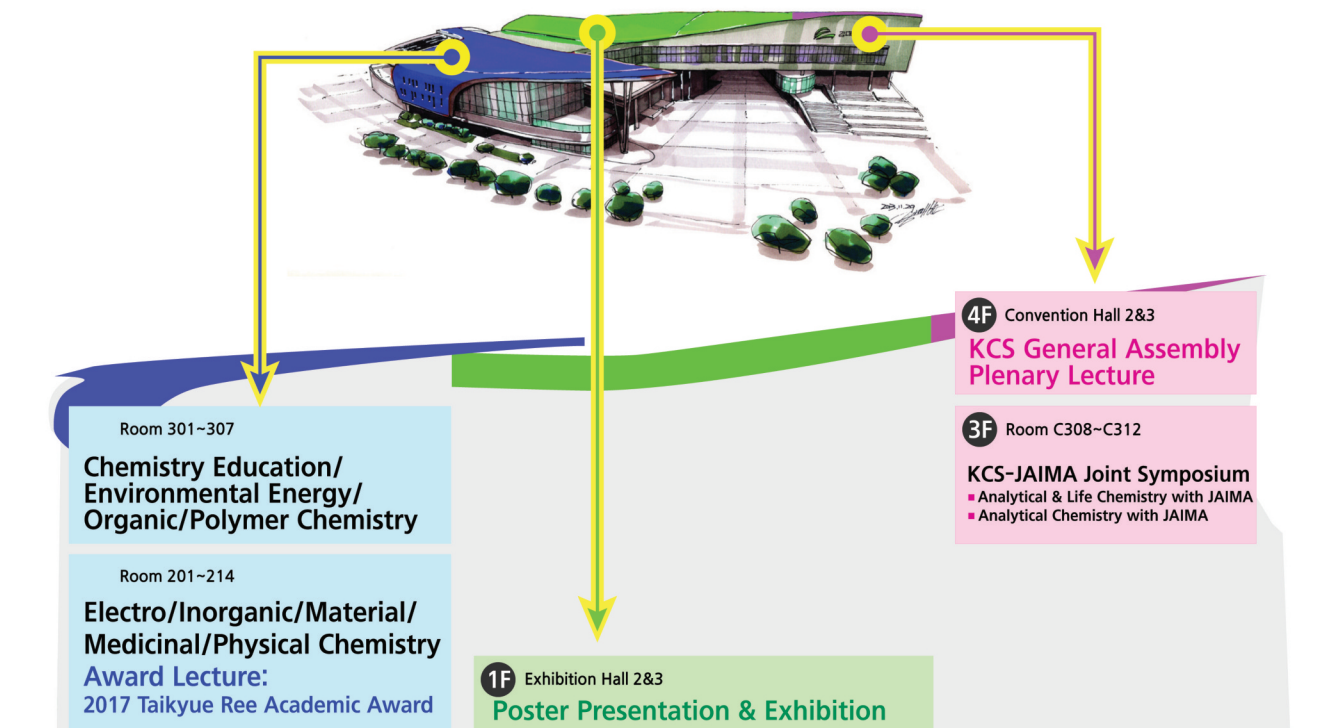 Room 301~307
Chemistry Education/
Environmental Energy/
Organic/Polymer Chemistry
Room 201~214
Electro/Inorganic/Material/
Medicinal/Physical Chemistry
Award Lecture:
2017 Taikyue Ree Academic Award
1F Exhibition Hall 2&3
Poster Presentation & Exhibition
4F Convention Hall 2&3
KCS General Assembly
Plenary Lecture
3F Room C308~C312
KCS-JAIMA Joint Symposium
▪ Analytical & Life Chemistry with JAIMA
▪ Analytical Chemistry with JAIMA